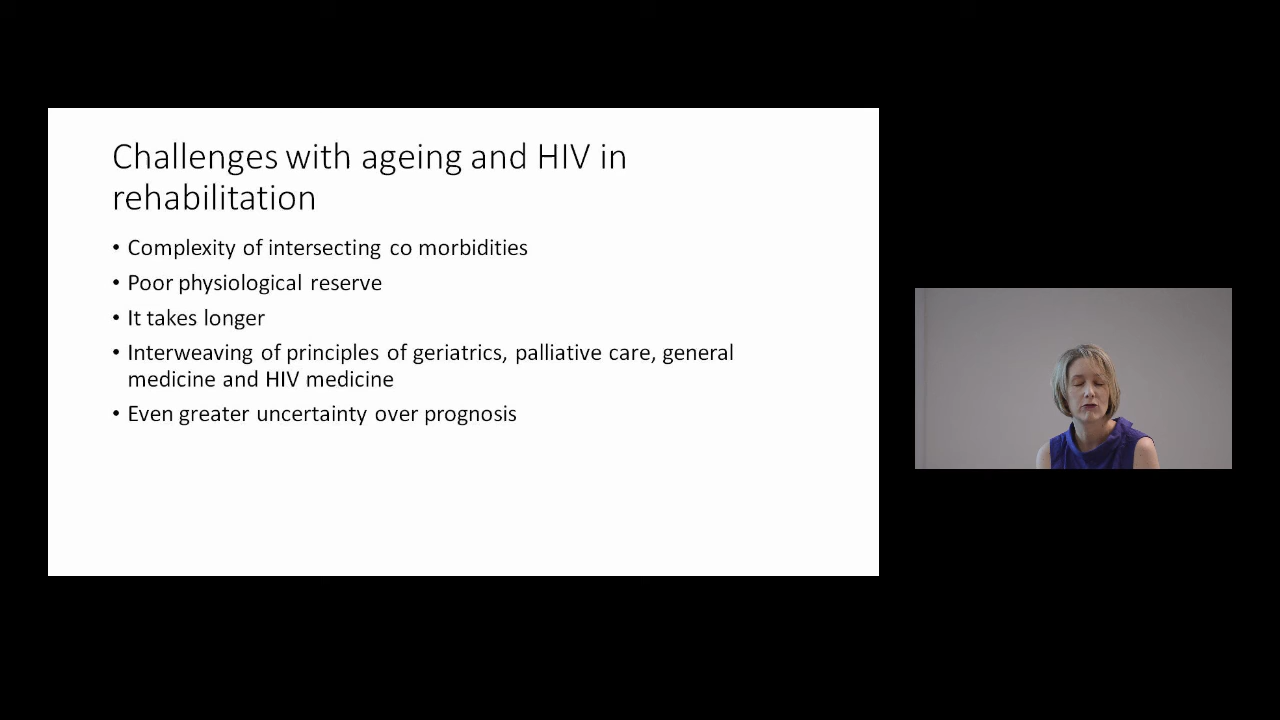 Challenges with ageing and HIV in
rehabilitation
• Complexity of intersecting co morbidities
• Poor physiological reserve
• It takes longer
• Interweaving of principles of geriatrics, palliative care, general
medicine and HIV medicine
• Even greater uncertainty over prognosis